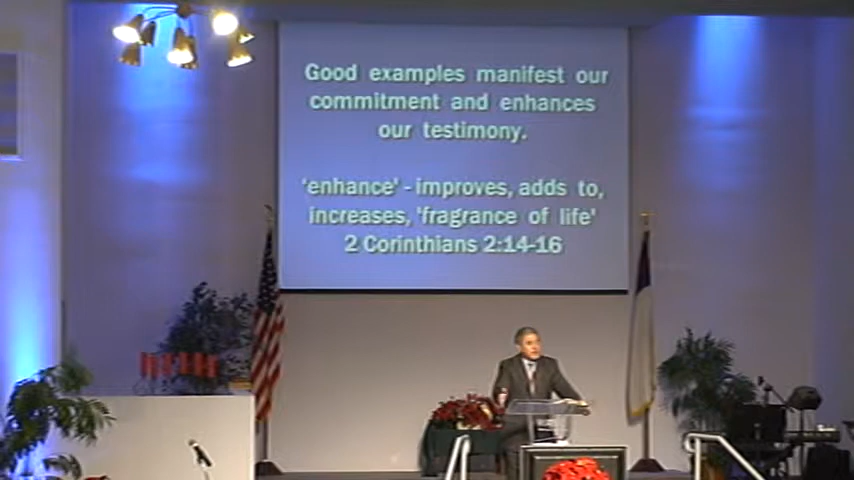 Good examples manifest our
commitment and enhances
our testimony.
'enhance' - improves, adds to,
increases, 'fragrance of life'
2 Corinthians 2:14-16